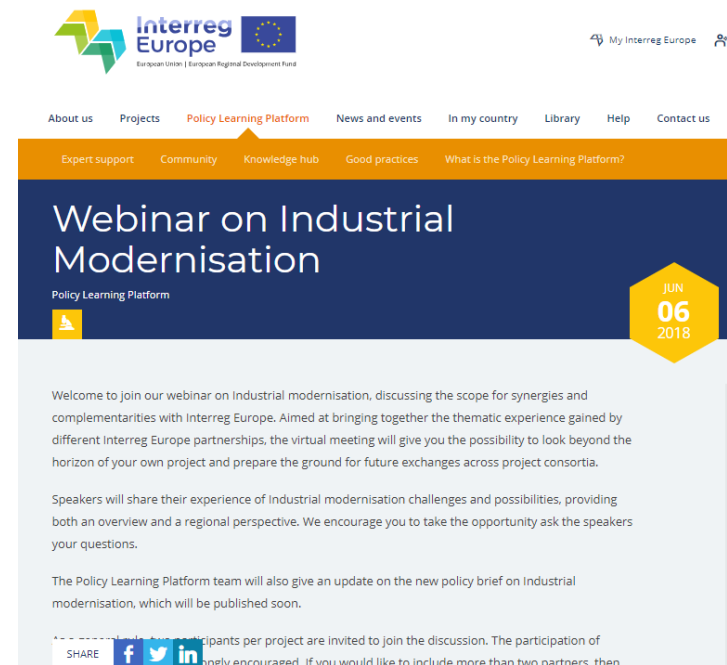 Interreg
Europe
European Union | European Regional Development Fund
My Interreg Europe
About us Projects Policy Learning Platform News and events In my country Library Help Contact us
Expert support Community Knowledge hub Good practices What is the Policy Learning Platform?
Webinar on Industrial
Modernisation
Policy Learning Platform
JUN
06
2018
Welcome to join our webinar on Industrial modernisation, discussing the scope for synergies and
complementarities with Interreg Europe. Aimed at bringing together the thematic experience gained by
different Interreg Europe partnerships, the virtual meeting will give you the possibility to look beyond the
horizon of your own project and prepare the ground for future exchanges across project consortia.
Speakers will share their experience of Industrial modernisation challenges and possibilities, providing
both an overview and a regional perspective. We encourage you to take the opportunity ask the speakers
your questions.
The Policy Learning Platform team will also give an update on the new policy brief on Industrial
modernisation, which will be published soon.
participants per project are invited to join the discussion. The participation of
encouraged. If you would like to include more than two partners, then
SHARE f in